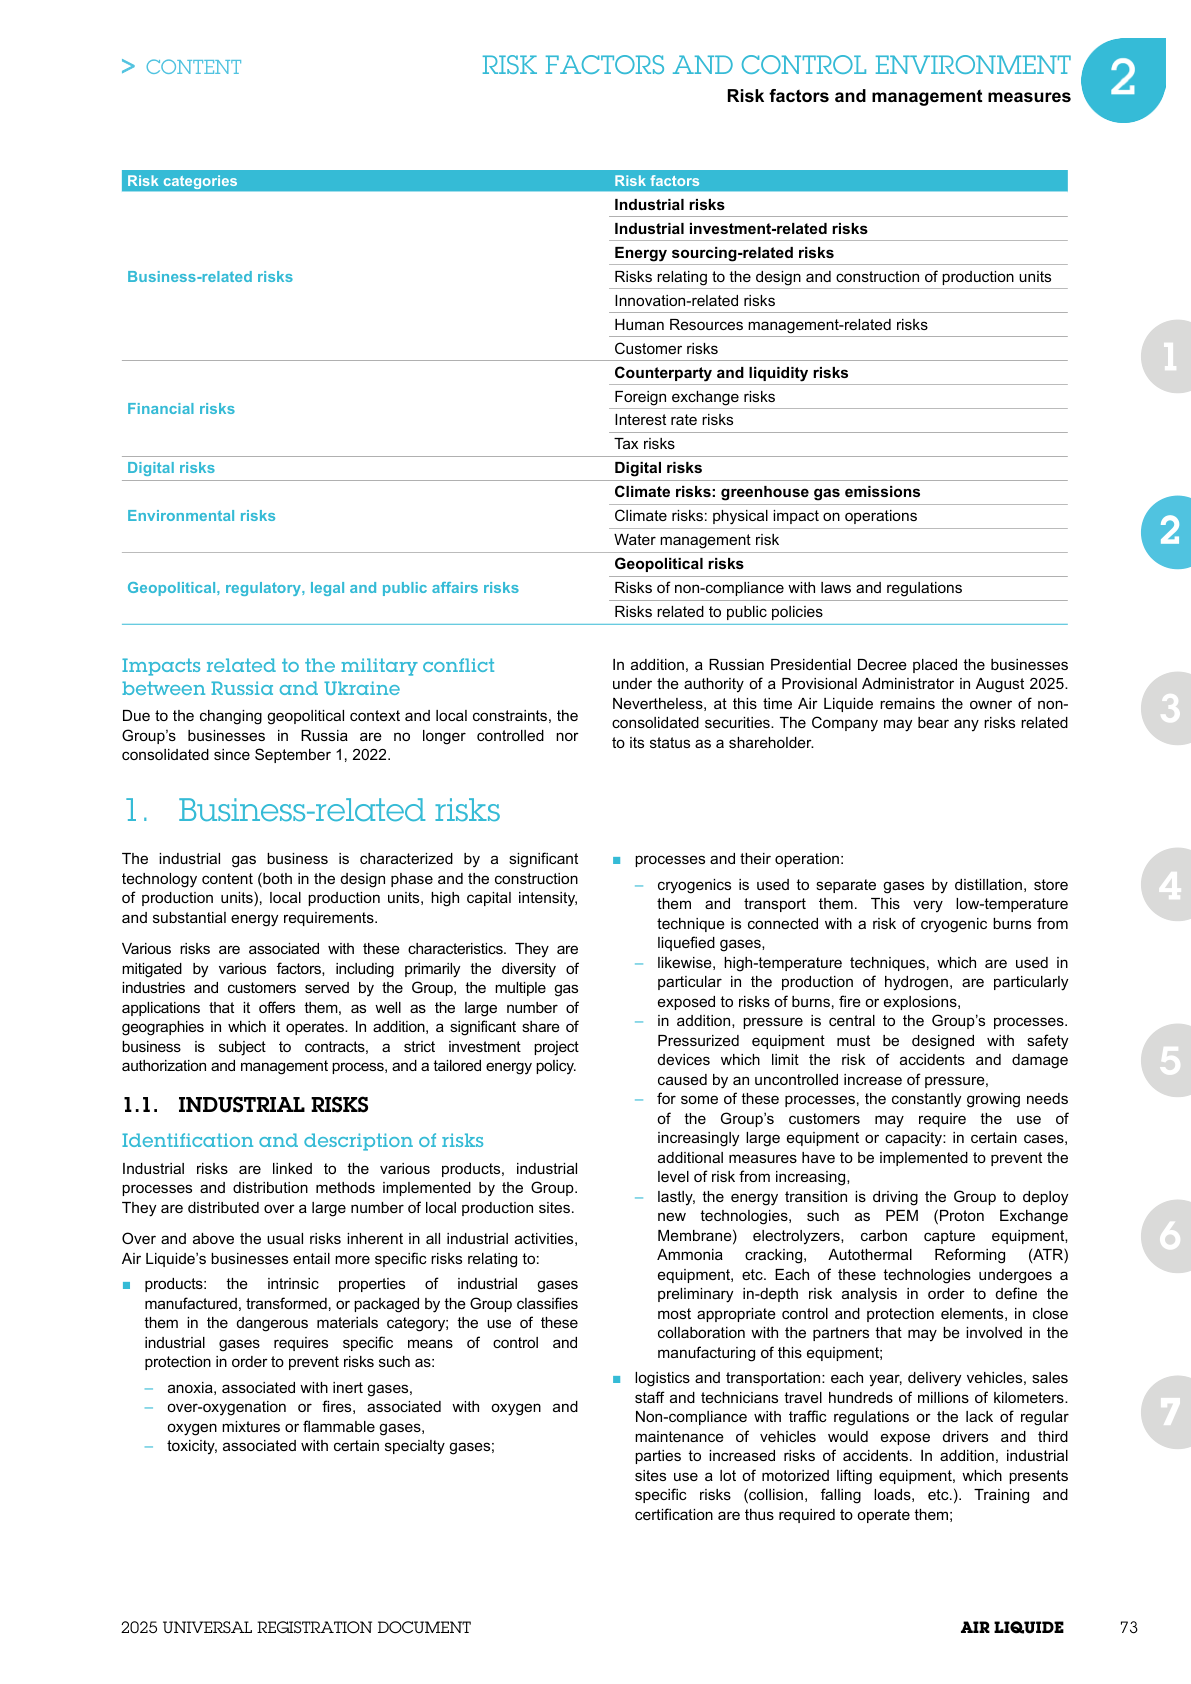 > CONTENT
RISK FACTORS AND CONTROL ENVIRONMENT
Risk factors and management measures
2
Risk categories
Risk factors
Business-related risks
Industrial risks
Industrial investment-related risks
Energy sourcing-related risks
Risks relating to the design and construction of production units
Innovation-related risks
Human Resources management-related risks
Customer risks
Financial risks
Counterparty and liquidity risks
Foreign exchange risks
Interest rate risks
Tax risks
Digital risks
Digital risks
Environmental risks
Climate risks: greenhouse gas emissions
Climate risks: physical impact on operations
Water management risk
Geopolitical, regulatory, legal and public affairs risks
Geopolitical risks
Risks of non-compliance with laws and regulations
Risks related to public policies
Impacts related to the military conflict
between Russia and Ukraine
Due to the changing geopolitical context and local constraints, the
Group's businesses in Russia are no longer controlled nor
consolidated since September 1, 2022.
In addition, a Russian Presidential Decree placed the businesses
under the authority of a Provisional Administrator in August 2025.
Nevertheless, at this time Air Liquide remains the owner of non-
consolidated securities. The Company may bear any risks related
to its status as a shareholder.
1. Business-related risks
The industrial gas business is characterized by a significant
technology content (both in the design phase and the construction
of production units), local production units, high capital intensity,
and substantial energy requirements.
Various risks are associated with these characteristics. They are
mitigated by various factors, including primarily the diversity of
industries and customers served by the Group, the multiple gas
applications that it offers them, as well as the large number of
geographies in which it operates. In addition, a significant share of
business is subject to contracts, a strict investment project
authorization and management process, and a tailored energy policy.
1.1. INDUSTRIAL RISKS
Identification and description of risks
Industrial risks are linked to the various products, industrial
processes and distribution methods implemented by the Group.
They are distributed over a large number of local production sites.
Over and above the usual risks inherent in all industrial activities,
Air Liquide's businesses entail more specific risks relating to:
■ products: the intrinsic properties of industrial gases
manufactured, transformed, or packaged by the Group classifies
them in the dangerous materials category; the use of these
industrial gases requires specific means of control and
protection in order to prevent risks such as:
– anoxia, associated with inert gases,
– over-oxygenation or fires, associated with oxygen and
oxygen mixtures or flammable gases,
– toxicity, associated with certain specialty gases;
■ processes and their operation:
– cryogenics is used to separate gases by distillation, store
them and transport them. This very low-temperature
technique is connected with a risk of cryogenic burns from
liquefied gases,
– likewise, high-temperature techniques, which are used in
particular in the production of hydrogen, are particularly
exposed to risks of burns, fire or explosions,
– in addition, pressure is central to the Group's processes.
Pressurized equipment must be designed with safety
devices which limit the risk of accidents and damage
caused by an uncontrolled increase of pressure,
– for some of these processes, the constantly growing needs
of the Group's customers may require the use of
increasingly large equipment or capacity: in certain cases,
additional measures have to be implemented to prevent the
level of risk from increasing,
– lastly, the energy transition is driving the Group to deploy
new technologies, such as PEM (Proton Exchange
Membrane) electrolyzers, carbon capture equipment,
Ammonia cracking, Autothermal Reforming (ATR)
equipment, etc. Each of these technologies undergoes a
preliminary in-depth risk analysis in order to define the
most appropriate control and protection elements, in close
collaboration with the partners that may be involved in the
manufacturing of this equipment;
■ logistics and transportation: each year, delivery vehicles, sales
staff and technicians travel hundreds of millions of kilometers.
Non-compliance with traffic regulations or the lack of regular
maintenance of vehicles would expose drivers and third
parties to increased risks of accidents. In addition, industrial
sites use a lot of motorized lifting equipment, which presents
specific risks (collision, falling loads, etc.). Training and
certification are thus required to operate them;
1
2
3
4
5
6
7
2025 UNIVERSAL REGISTRATION DOCUMENT
AIR LIQUIDE
73